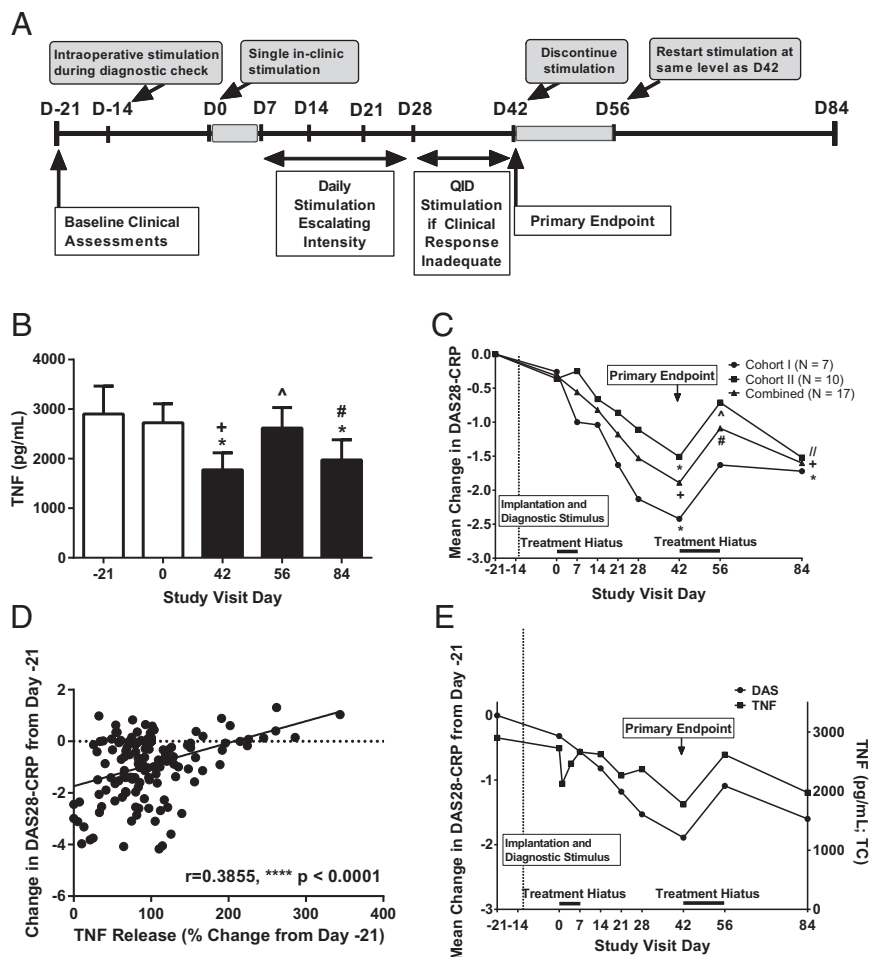 A
Intraoperative stimulation
during diagnostic check
Single in-clinic
stimulation
Discontinue
stimulation
Restart stimulation at
same level as D42
D-21
D-14
D0
D7
D14
D21
D28
D42
D56
D84
Baseline Clinical
Assessments
Daily
Stimulation
Escalating
Intensity
QID
Stimulation
if Clinical
Response
Inadequate
Primary Endpoint
B
TNF (pg/mL)
4000
3000
2000
1000
0
+
*
^
#
*
-21
0
42
56
84
Study Visit Day
C
Mean Change in DAS28-CRP
0.0
-0.5
-1.0
-1.5
-2.0
-2.5
-3.0
Primary Endpoint
Cohort I (N = 7)
Cohort II (N = 10)
Combined (N = 17)
*
+
*
^
#
//
+
*
Implantation and
Diagnostic Stimulus
Treatment Hiatus
Treatment Hiatus
-21-14 0 7 14 21 28 42 56 84
Study Visit Day
D
Change in DAS28-CRP from Day -21
2
0
-2
-4
-6
r=0.3855, **** p < 0.0001
0 100 200 300 400
TNF Release (% Change from Day -21)
E
Mean Change in DAS28-CRP from Day -21
0
-1
-2
-3
DAS
TNF
Primary Endpoint
Implantation and
Diagnostic Stimulus
Treatment Hiatus
Treatment Hiatus
3000
2000
1000
0
TNF (pg/mL; TC)
-21-14 0 7 14 21 28 42 56 84
Study Visit Day